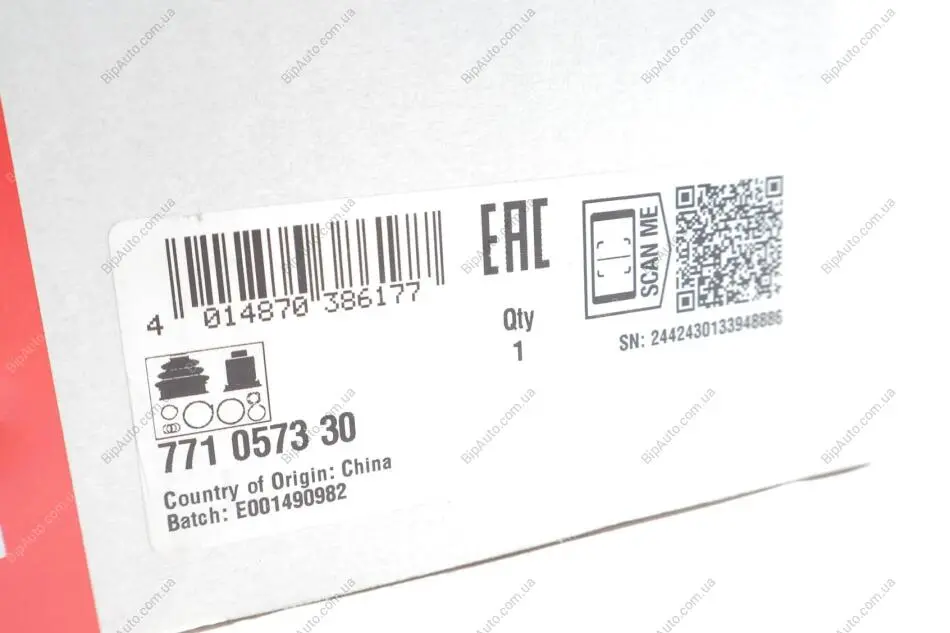 4 014870 386177
EAC
Qty
1
SCAN ME
SN: 2442430133948886
771 0573 30
Country of Origin: China
Batch: E001490982
BipAuto.com.ua